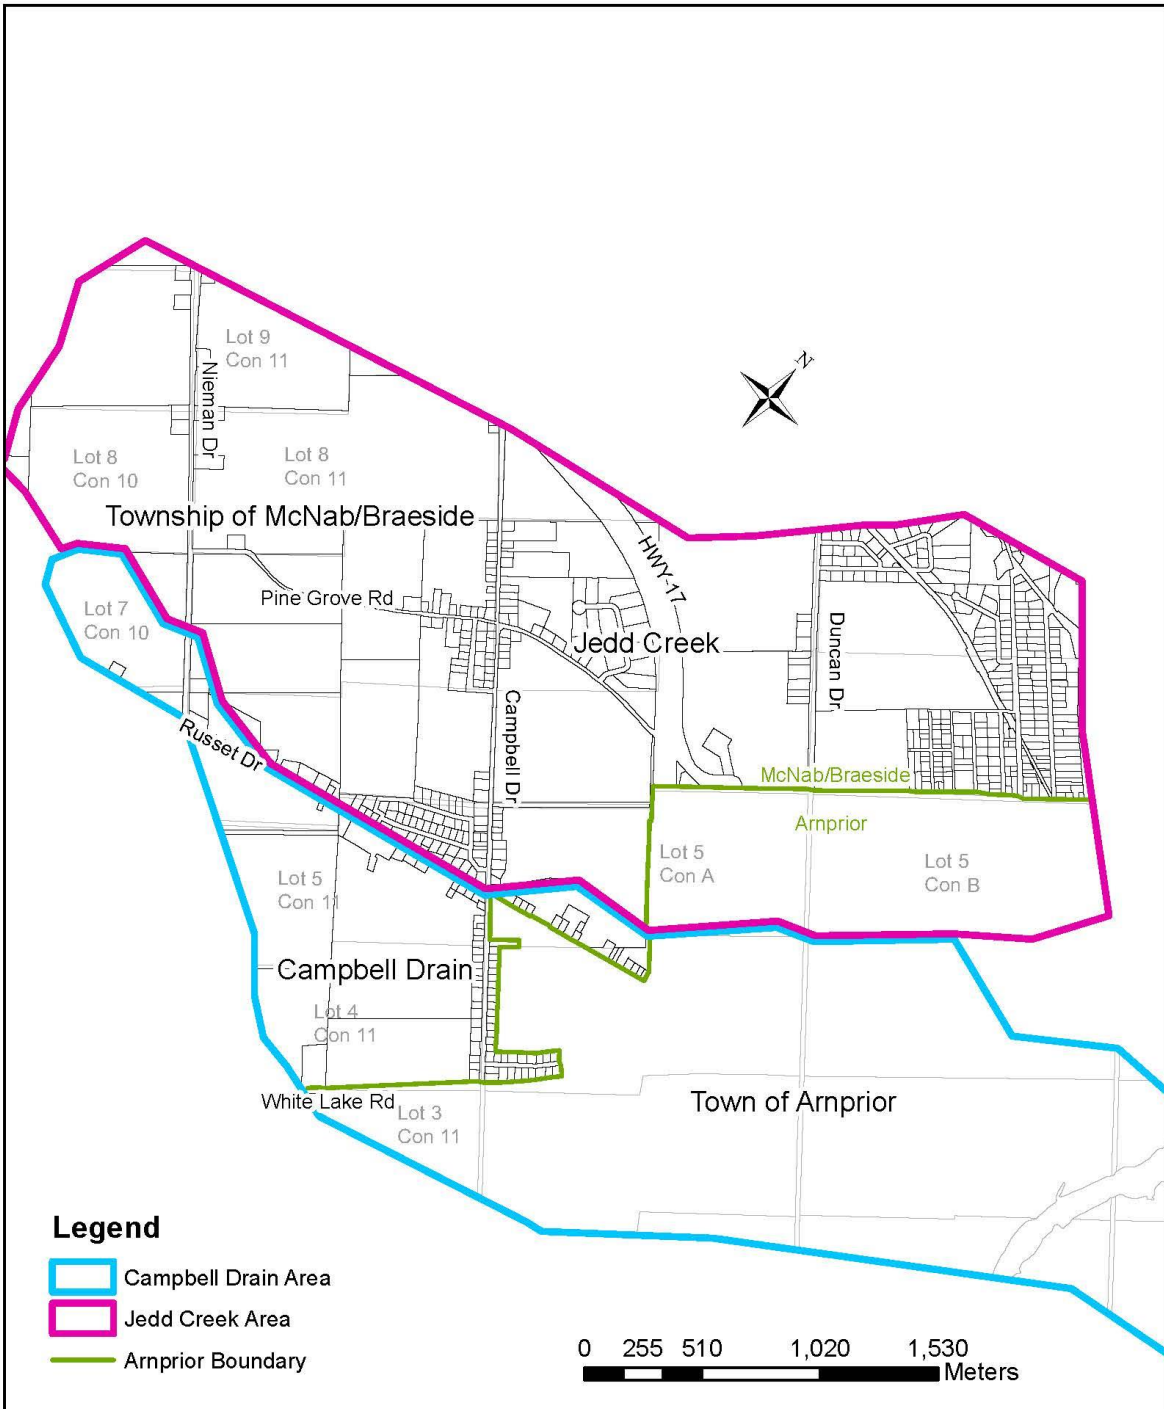 N
Lot 9
Con 11
Nieman Dr
Lot 8
Con 10
Lot 8
Con 11
Township of McNab/Braeside
HWY-17
Pine Grove Rd
Lot 7
Con 10
Jedd Creek
Duncan Dr
Campbell Dr
Russet Dr
McNab/Braeside
Arnprior
Lot 5
Con A
Lot 5
Con B
Lot 5
Con 11
Campbell Drain
Lot 4
Con 11
White Lake Rd
Lot 3
Con 11
Town of Arnprior
Legend
Campbell Drain Area
Jedd Creek Area
Arnprior Boundary
0 255 510 1,020 1,530
Meters